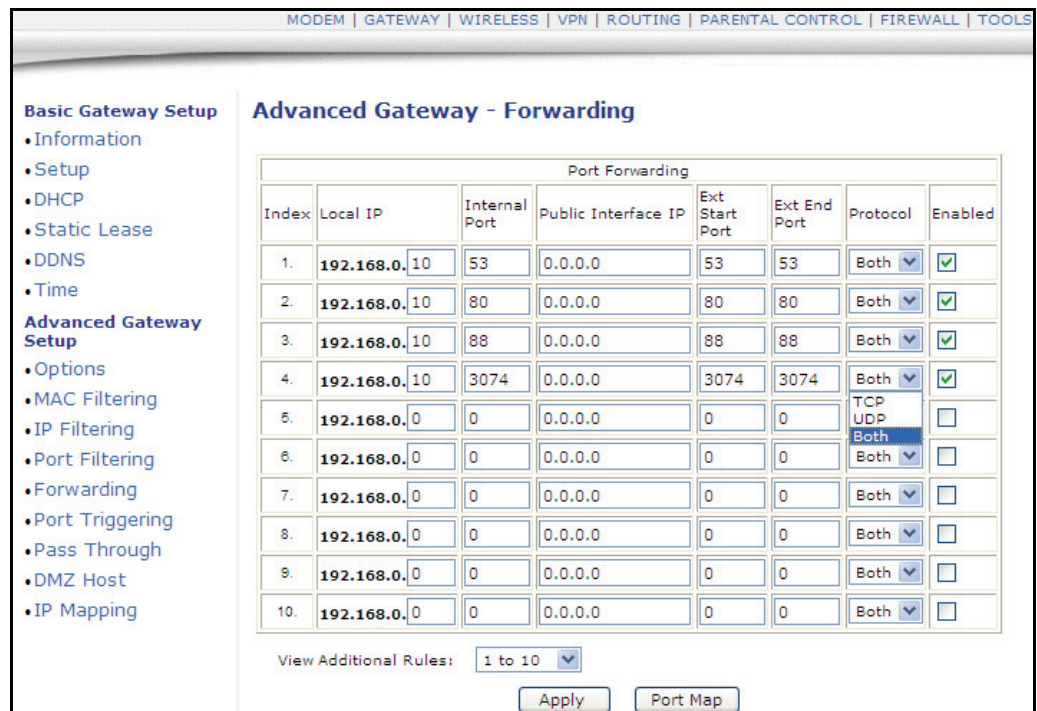 MODEM | GATEWAY | WIRELESS | VPN | ROUTING | PARENTAL CONTROL | FIREWALL | TOOLS
Basic Gateway Setup
•Information
•Setup
•DHCP
•Static Lease
•DDNS
•Time
Advanced Gateway
Setup
•Options
•MAC Filtering
•IP Filtering
•Port Filtering
•Forwarding
•Port Triggering
•Pass Through
•DMZ Host
•IP Mapping
Advanced Gateway - Forwarding
Port Forwarding
Index Local IP Internal Port Public Interface IP Ext Start Port Ext End Port Protocol Enabled
1. 192.168.0. 10 53 0.0.0.0 53 53 Both
2. 192.168.0. 10 80 0.0.0.0 80 80 Both
3. 192.168.0. 10 88 0.0.0.0 88 88 Both
4. 192.168.0. 10 3074 0.0.0.0 3074 3074 Both
TCP
UDP
Both
5. 192.168.0. 0 0 0.0.0.0 0 0
6. 192.168.0. 0 0 0.0.0.0 0 0 Both
7. 192.168.0. 0 0 0.0.0.0 0 0 Both
8. 192.168.0. 0 0 0.0.0.0 0 0 Both
9. 192.168.0. 0 0 0.0.0.0 0 0 Both
10. 192.168.0. 0 0 0.0.0.0 0 0 Both
View Additional Rules: 1 to 10
Apply Port Map